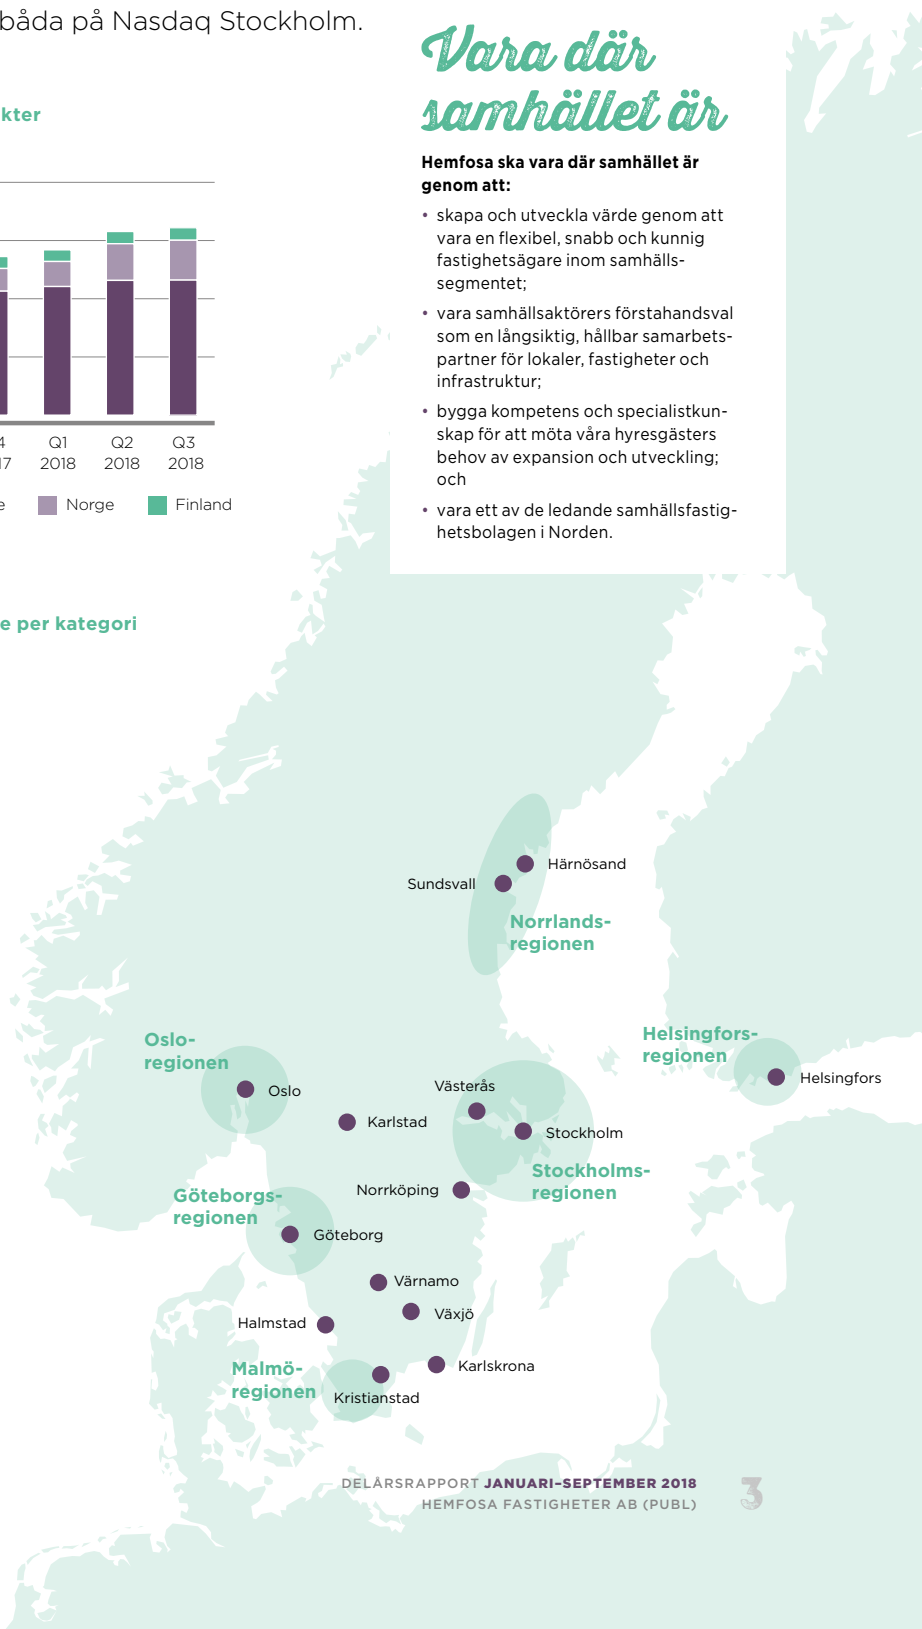 båda på Nasdaq Stockholm.
kter
4
17
Q1
2018
Q2
2018
Q3
2018
e
Norge
Finland
e per kategori
Vara där
samhället är
Hemfosa ska vara där samhället är
genom att:
• skapa och utveckla värde genom att
vara en flexibel, snabb och kunnig
fastighetsägare inom samhälls-
segmentet;
• vara samhällsaktörers förstahandsval
som en långsiktig, hållbar samarbets-
partner för lokaler, fastigheter och
infrastruktur;
• bygga kompetens och specialistkun-
skap för att möta våra hyresgästers
behov av expansion och utveckling;
och
• vara ett av de ledande samhällsfastig-
hetsbolagen i Norden.
Härnösand
Sundsvall
Norrlands-
regionen
Oslo-
regionen
Oslo
Helsingfors-
regionen
Helsingfors
Västerås
Karlstad
Stockholm
Stockholms-
regionen
Norrköping
Göteborgs-
regionen
Göteborg
Värnamo
Växjö
Halmstad
Malmö-
regionen
Karlskrona
Kristianstad
DELÅRSRAPPORT JANUARI–SEPTEMBER 2018
HEMFOSA FASTIGHETER AB (PUBL)
3